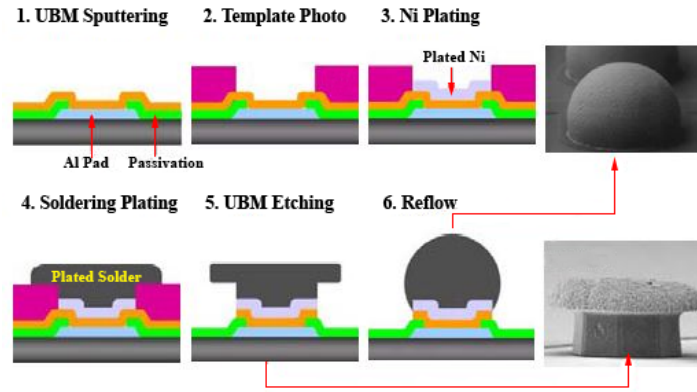 1. UBM Sputtering
2. Template Photo
3. Ni Plating
Plated Ni
Al Pad
Passivation
4. Soldering Plating
5. UBM Etching
6. Reflow
Plated Solder